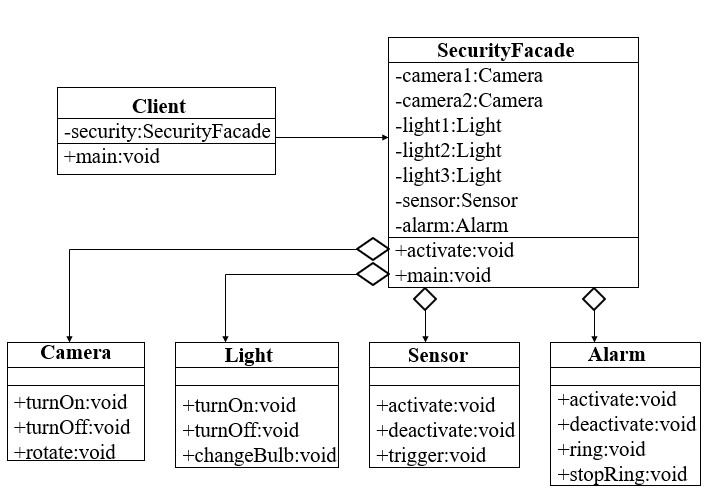 SecurityFacade
-camera1:Camera
-camera2:Camera
-light1:Light
-light2:Light
-light3:Light
-sensor:Sensor
-alarm:Alarm
+activate:void
+main:void
Client
-security:SecurityFacade
+main:void
Camera
+turnOn:void
+turnOff:void
+rotate:void
Light
+turnOn:void
+turnOff:void
+changeBulb:void
Sensor
+activate:void
+deactivate:void
+trigger:void
Alarm
+activate:void
+deactivate:void
+ring:void
+stopRing:void